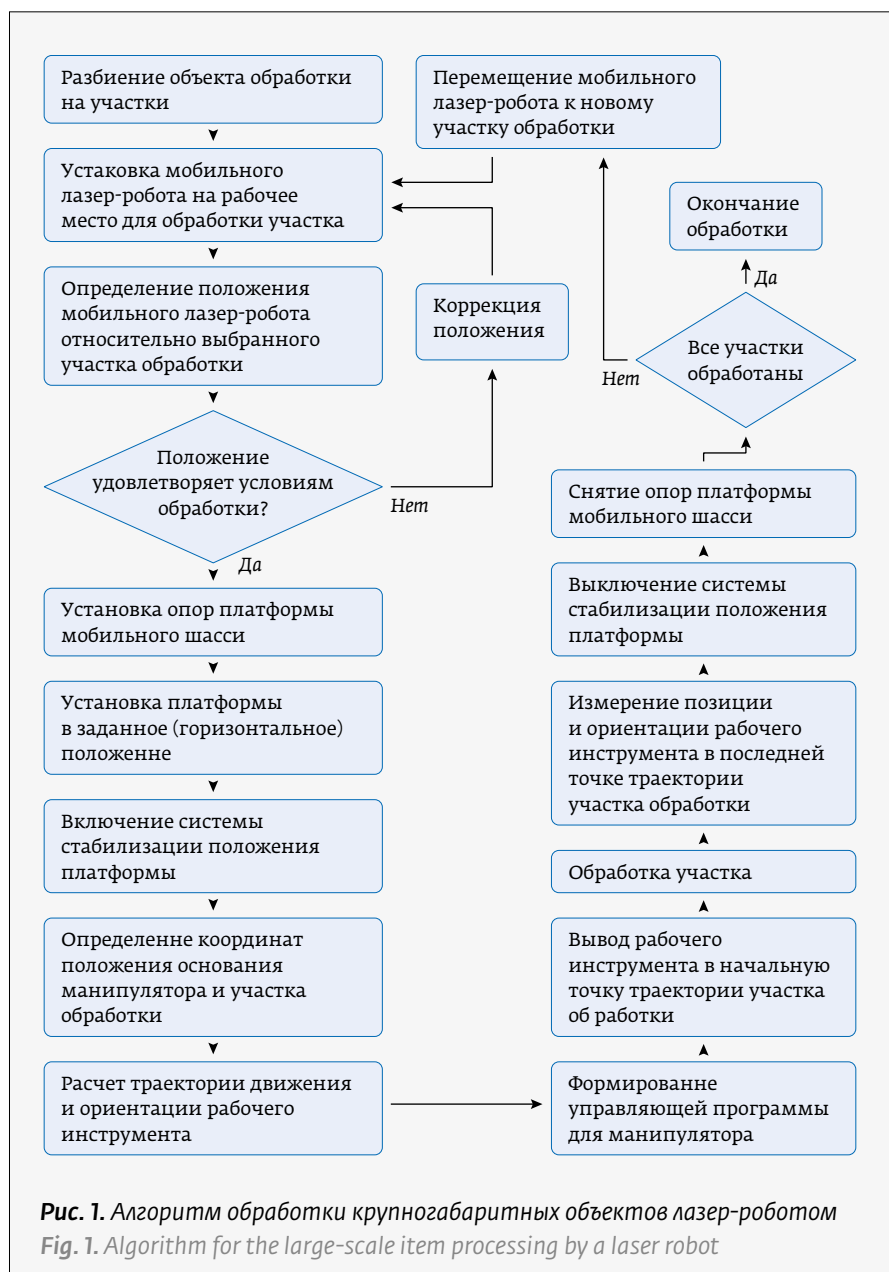 Разбиение объекта обработки
на участки
Устаковка мобильного
лазер-робота на рабочее
место для обработки участка
Определение положения
мобильного лазер-робота
относительно выбранного
участка обработки
Положение
удовлетворяет условиям
обработки?
Нет
Да
Коррекция
положения
Перемещение мобильного
лазер-робота к новому
участку обработки
Установка опор платформы
мобильного шасси
Установка платформы
в заданное (горизонтальное)
положенне
Включение системы
стабилизации положения
платформы
Определенне координат
положения основания
манипулятора и участка
обработки
Расчет траектории движения
и ориентации рабочего
инструмента
Формированне
управляющей программы
для манипулятора
Вывод рабочего
инструмента в начальную
точку траектории участка
об работки
Обработка участка
Измерение позиции
и ориентации рабочего
инструмента в последней
точке траектории
участка обработки
Выключение системы
стабилизации положения
платформы
Снятие опор платформы
мобильного шасси
Все участки
обработаны
Нет
Да
Окончание
обработки
Рис. 1. Алгоритм обработки крупногабаритных объектов лазер-роботом
Fig. 1. Algorithm for the large-scale item processing by a laser robot